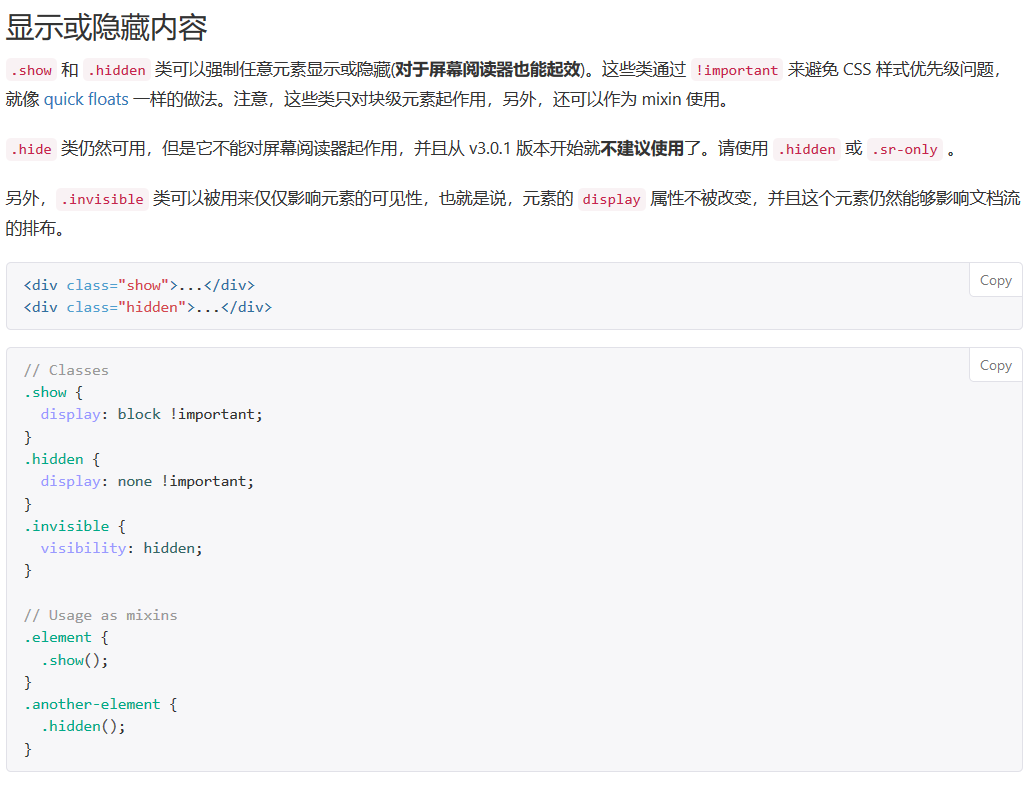 显示或隐藏内容
.show 和 .hidden 类可以强制任意元素显示或隐藏(对于屏幕阅读器也能起效)。这些类通过 !important 来避免 CSS 样式优先级问题，
就像 quick floats 一样的做法。注意，这些类只对块级元素起作用，另外，还可以作为 mixin 使用。
.hide 类仍然可用，但是它不能对屏幕阅读器起作用，并且从 v3.0.1 版本开始就不建议使用了。请使用 .hidden 或 .sr-only 。
另外，.invisible 类可以被用来仅仅影响元素的可见性，也就是说，元素的 display 属性不被改变，并且这个元素仍然能够影响文档流
的排布。
Copy
<div class="show">...</div>
<div class="hidden">...</div>
Copy
// Classes
.show {
  display: block !important;
}
.hidden {
  display: none !important;
}
.invisible {
  visibility: hidden;
}
// Usage as mixins
.element {
  .show();
}
.another-element {
  .hidden();
}